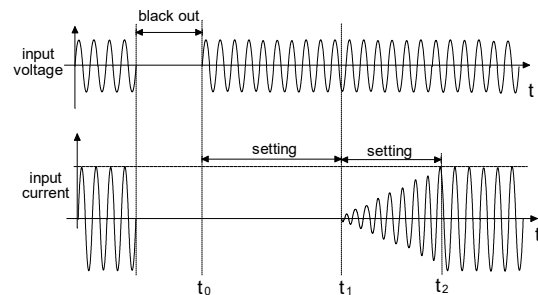 black out
input
voltage
t
setting
setting
input
current
t
t0
t1
t2